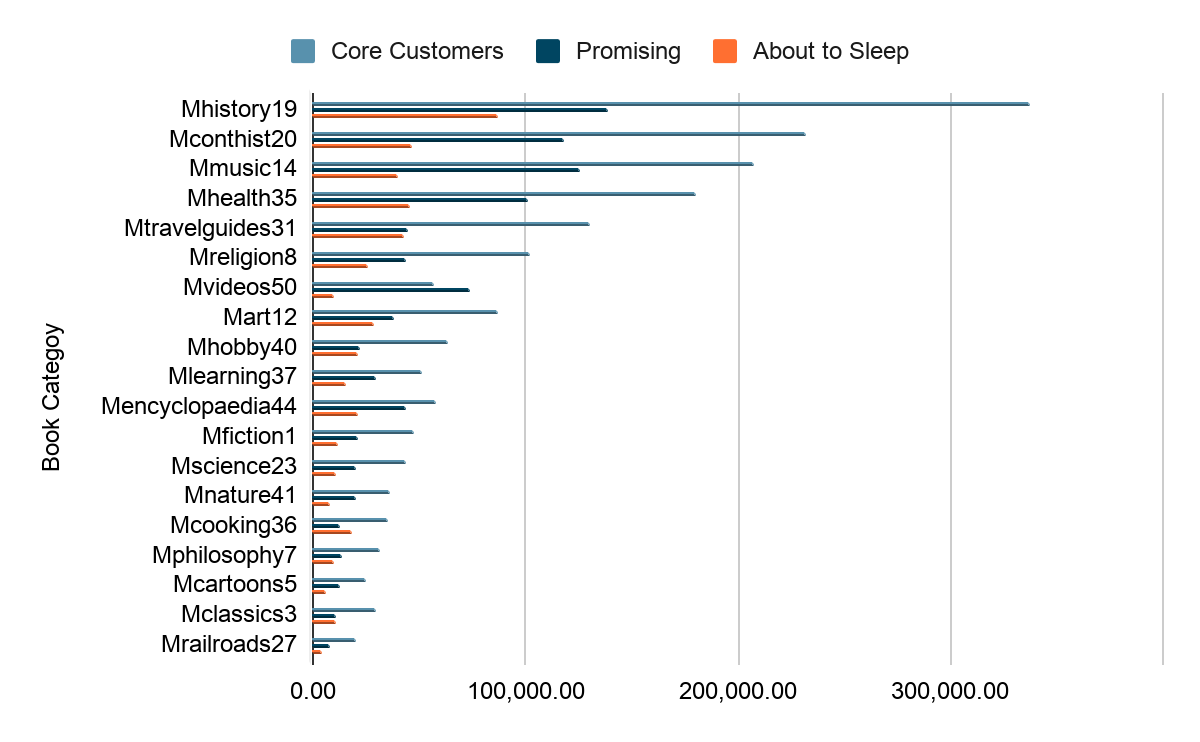 Core Customers Promising About to Sleep
Mhistory19
Mconthist20
Mmusic14
Mhealth35
Mtravelguides31
Mreligion8
Mvideos50
Mart12
Mhobby40
Mlearning37
Mencyclopaedia44
Mfiction1
Mscience23
Mnature41
Mcooking36
Mphilosophy7
Mcartoons5
Mclassics3
Mrailroads27
Book Categoy
0.00 100,000.00 200,000.00 300,000.00